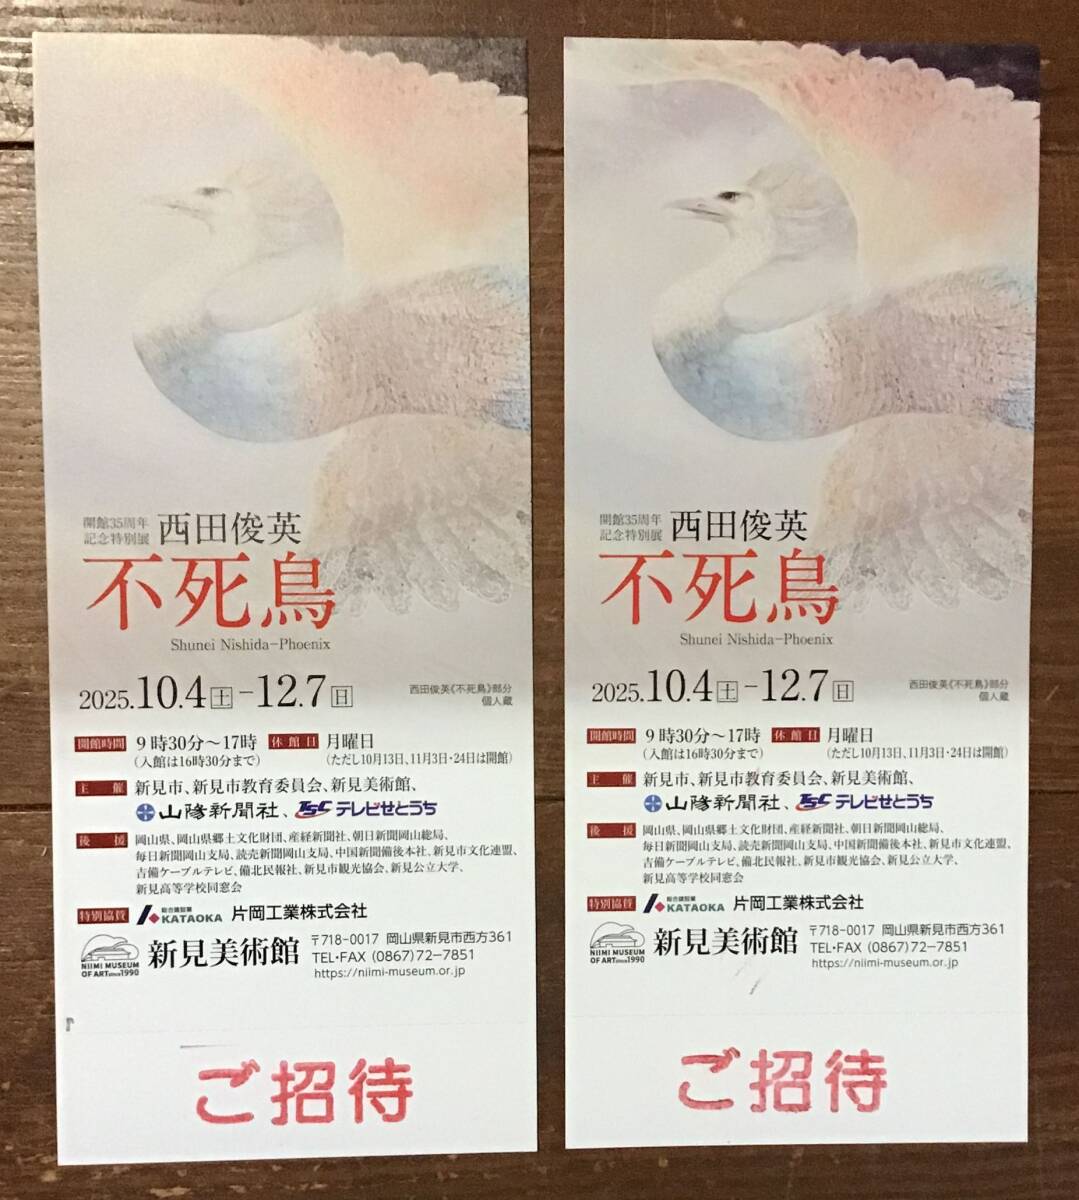 開館35周年
記念特別展
西田俊英
不死鳥
Shunei Nishida-Phoenix
2025.10.4土-12.7日
西田俊英《不死鳥》部分
個人蔵
開館時間 9時30分〜17時 休館日 月曜日
(入館は16時30分まで) (ただし10月13日、11月3日・24日は開館)
主催 新見市、新見市教育委員会、新見美術館、
山陽新聞社、TSCテレビせとうち
後援 岡山県、岡山県郷土文化財団、産経新聞社、朝日新聞岡山総局、
毎日新聞岡山支局、読売新聞岡山支局、中国新聞備後本社、新見市文化連盟、
吉備ケーブルテレビ、備北民報社、新見市観光協会、新見公立大学、
新見高等学校同窓会
特別協賛 総合建設業 KATAOKA 片岡工業株式会社
NIIMI MUSEUM
OF ART since1990
新見美術館
〒718-0017 岡山県新見市西方361
TEL・FAX (0867)72-7851
https://niimi-museum.or.jp
ご招待
開館35周年
記念特別展
西田俊英
不死鳥
Shunei Nishida-Phoenix
2025.10.4土-12.7日
西田俊英《不死鳥》部分
個人蔵
開館時間 9時30分〜17時 休館日 月曜日
(入館は16時30分まで) (ただし10月13日、11月3日・24日は開館)
主催 新見市、新見市教育委員会、新見美術館、
山陽新聞社、TSCテレビせとうち
後援 岡山県、岡山県郷土文化財団、産経新聞社、朝日新聞岡山総局、
毎日新聞岡山支局、読売新聞岡山支局、中国新聞備後本社、新見市文化連盟、
吉備ケーブルテレビ、備北民報社、新見市観光協会、新見公立大学、
新見高等学校同窓会
特別協賛 総合建設業 KATAOKA 片岡工業株式会社
NIIMI MUSEUM
OF ART since1990
新見美術館
〒718-0017 岡山県新見市西方361
TEL・FAX (0867)72-7851
https://niimi-museum.or.jp
ご招待